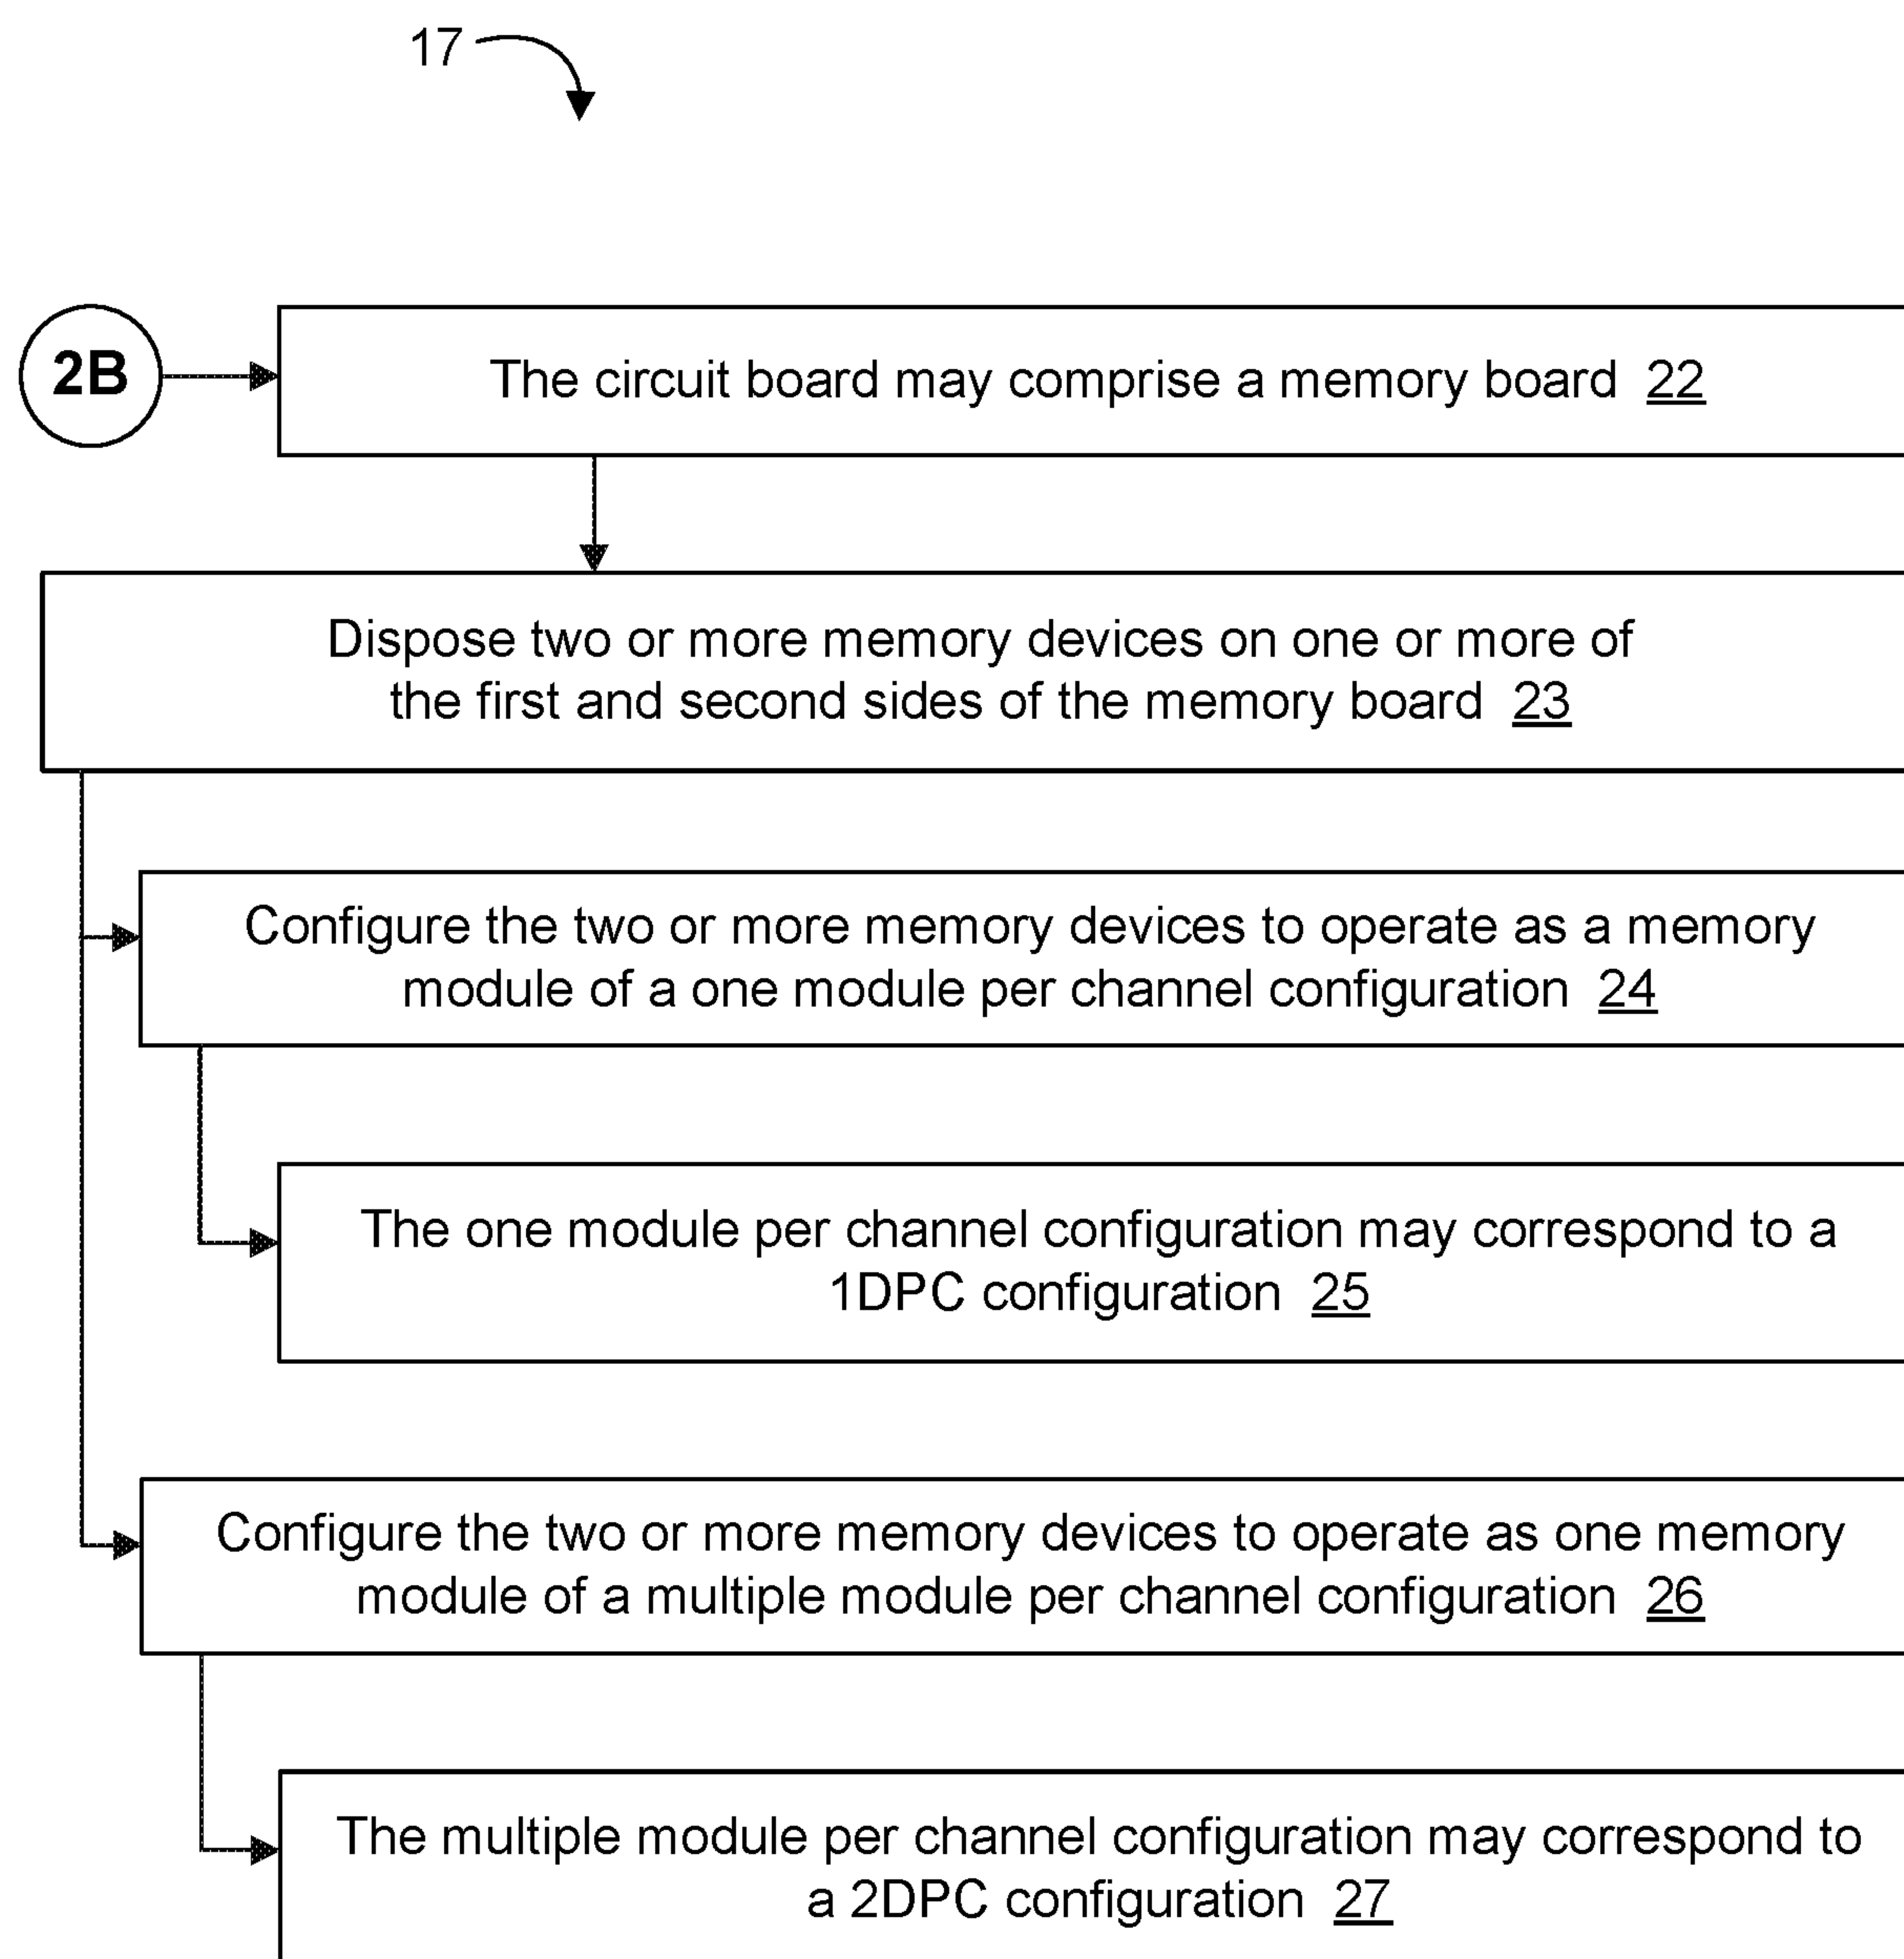 17
2B
The circuit board may comprise a memory board 22
Dispose two or more memory devices on one or more of
the first and second sides of the memory board 23
Configure the two or more memory devices to operate as a memory
module of a one module per channel configuration 24
The one module per channel configuration may correspond to a
1DPC configuration 25
Configure the two or more memory devices to operate as one memory
module of a multiple module per channel configuration 26
The multiple module per channel configuration may correspond to
a 2DPC configuration 27